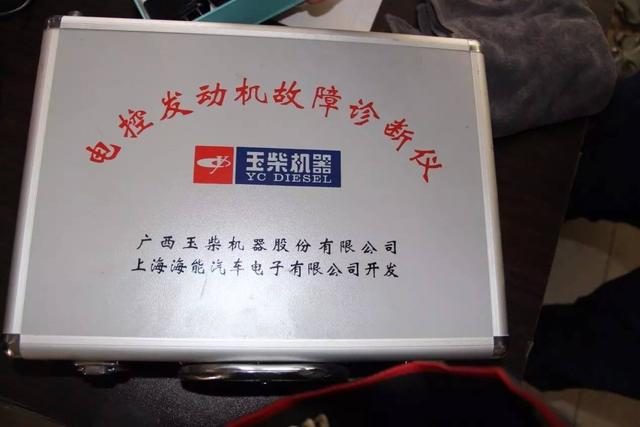 电控发动机故障诊断仪
玉柴机器
YC DIESEL
广西玉柴机器股份有限公司
上海海能汽车电子有限公司开发